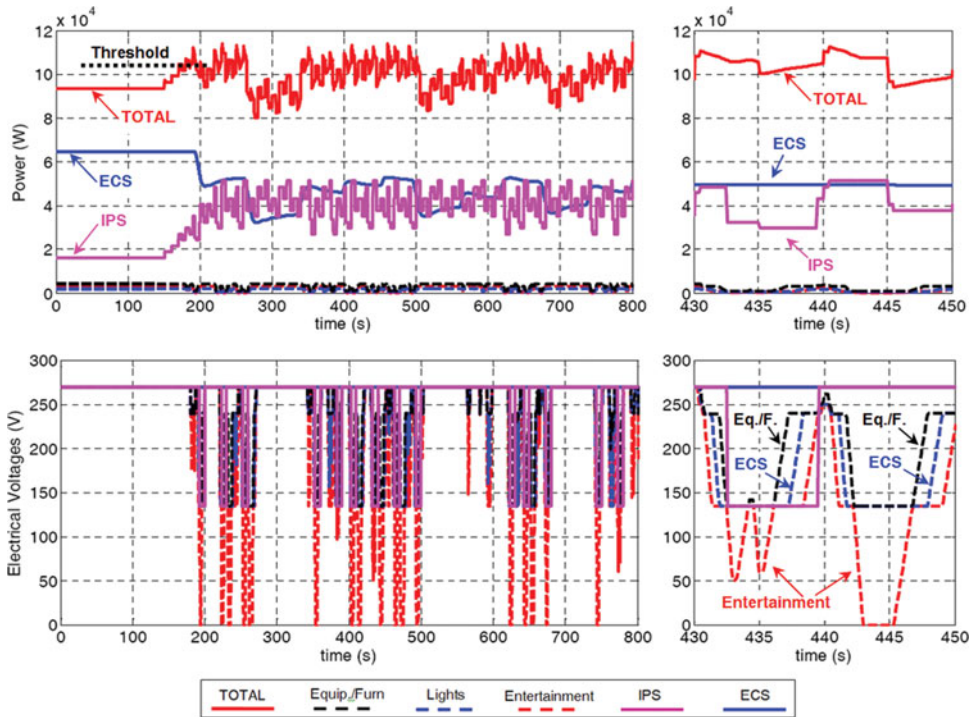 x 10^4
x 10^4
12
10
8
6
4
2
0
Power (W)
Threshold
TOTAL
ECS
IPS
0 100 200 300 400 500 600 700 800
time (s)
12
10
8
6
4
2
0
TOTAL
ECS
IPS
430 435 440 445 450
time (s)
300
250
200
150
100
50
0
Electrical Voltages (V)
0 100 200 300 400 500 600 700 800
time (s)
300
250
200
150
100
50
0
Eq./F. Eq./F
ECS ECS
Entertainment
430 435 440 445 450
time (s)
TOTAL Equip./Furn Lights Entertainment IPS ECS